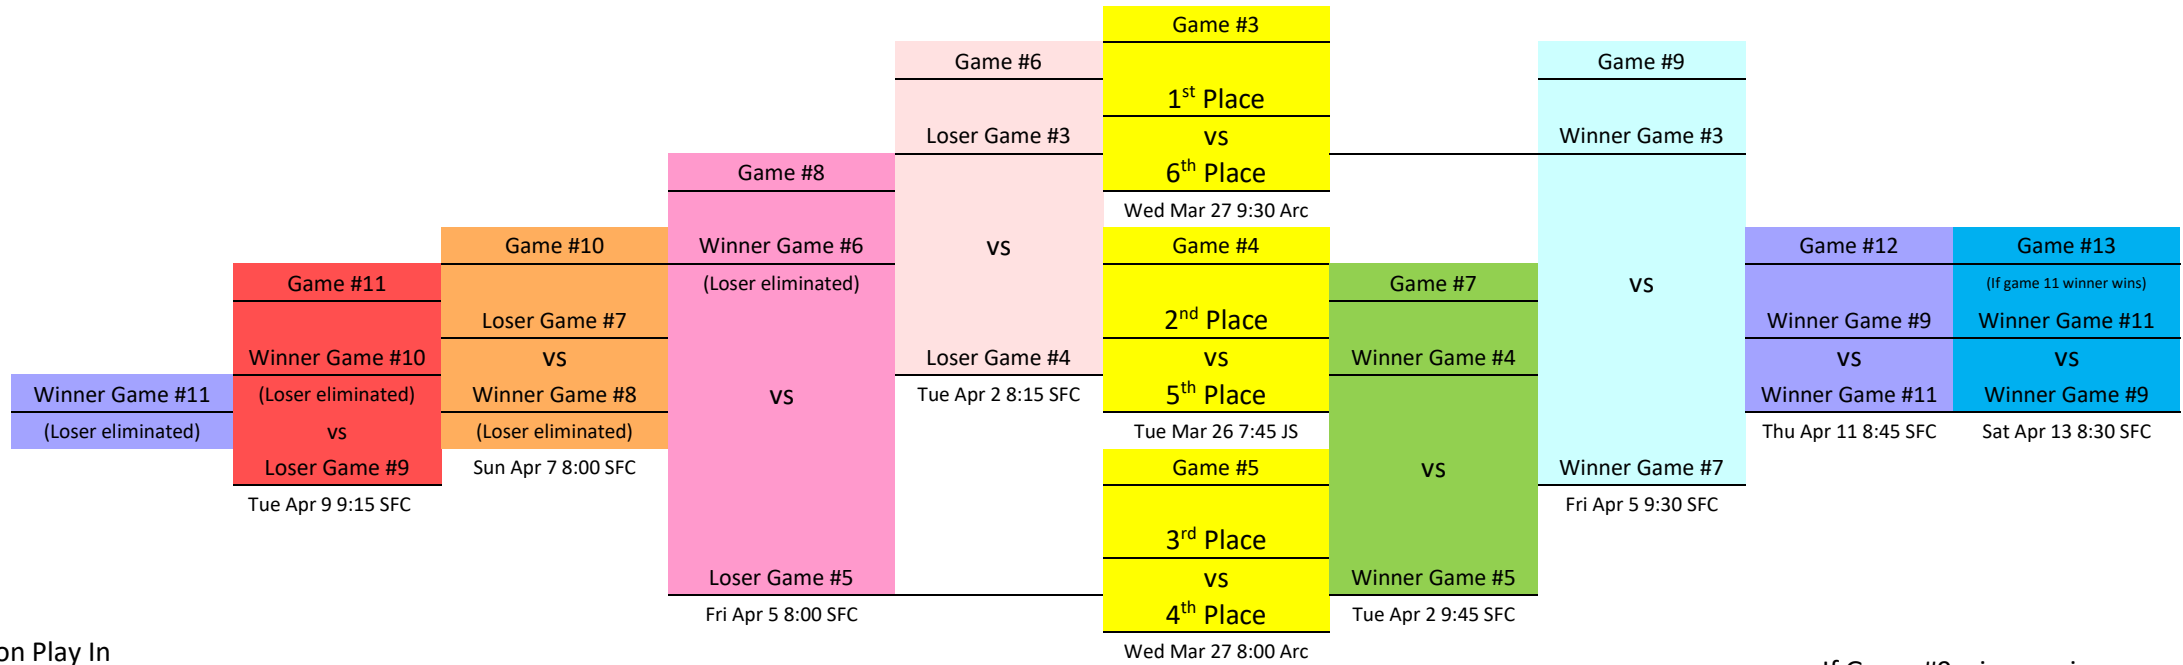 Game #3
1st Place
vs
6th Place
Wed Mar 27 9:30 Arc
Game #6
Loser Game #3
vs
Loser Game #4
Tue Apr 2 8:15 SFC
Game #9
Winner Game #3
vs
Winner Game #7
Fri Apr 5 9:30 SFC
Game #8
Winner Game #6
(Loser eliminated)
vs
Loser Game #5
Fri Apr 5 8:00 SFC
Game #4
2nd Place
vs
5th Place
Tue Mar 26 7:45 JS
Game #10
Loser Game #7
vs
Winner Game #8
(Loser eliminated)
Sun Apr 7 8:00 SFC
Game #12
Winner Game #9
vs
Winner Game #11
Thu Apr 11 8:45 SFC
Game #13
(If game 11 winner wins)
Winner Game #11
vs
Winner Game #9
Sat Apr 13 8:30 SFC
Game #11
Winner Game #10
(Loser eliminated)
vs
Loser Game #9
Tue Apr 9 9:15 SFC
Game #7
Winner Game #4
vs
Winner Game #5
Tue Apr 2 9:45 SFC
Winner Game #11
(Loser eliminated)
Game #5
3rd Place
vs
4th Place
Wed Mar 27 8:00 Arc
on Play In